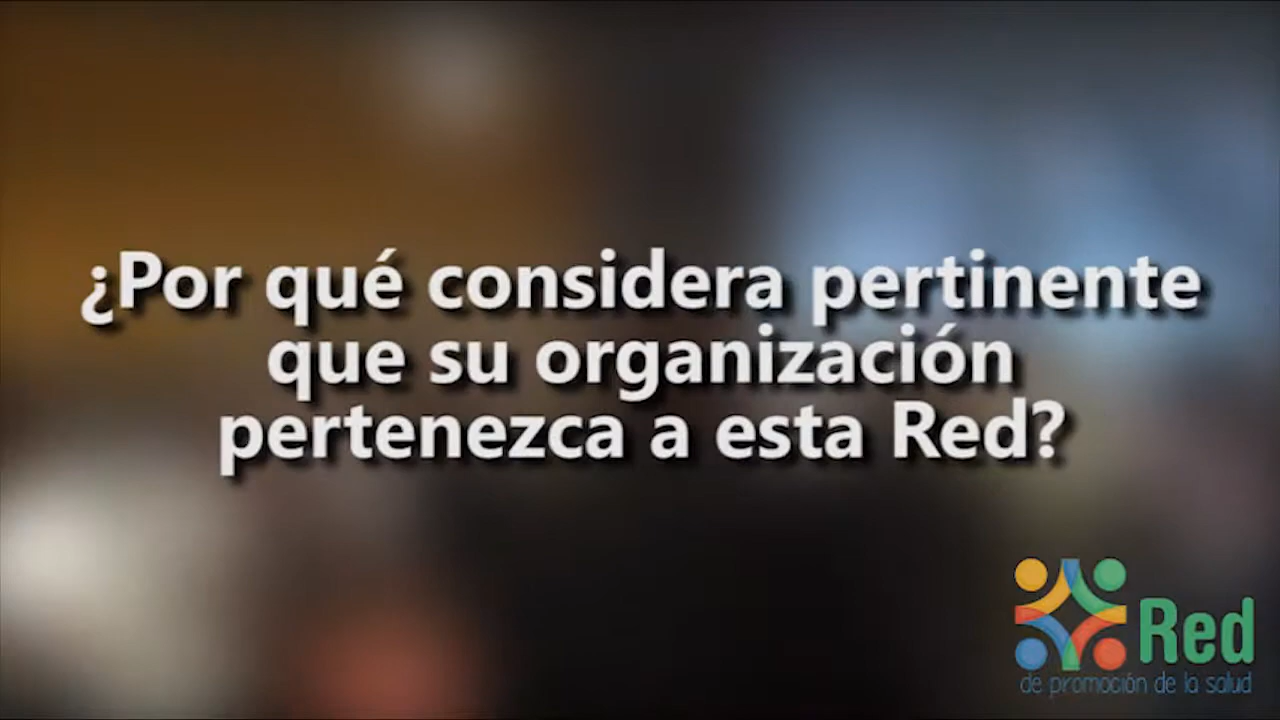 ¿Por qué considera pertinente
que su organización
pertenezca a esta Red?
Red
de promoción de la salud